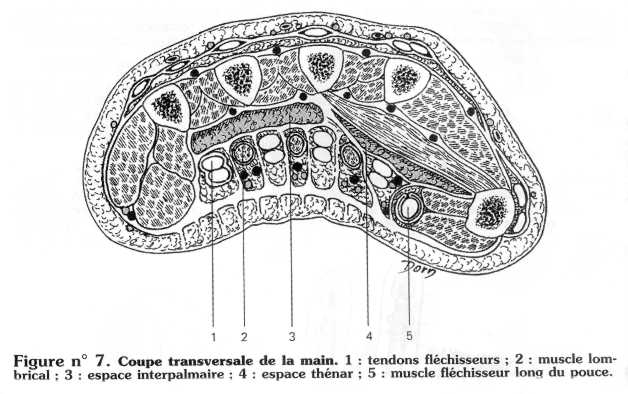 Dorn
1 2 3 4 5
Figure n° 7. Coupe transversale de la main. 1 : tendons fléchisseurs ; 2 : muscle lom-
brical ; 3 : espace interpalmaire ; 4 : espace thénar ; 5 : muscle fléchisseur long du pouce.